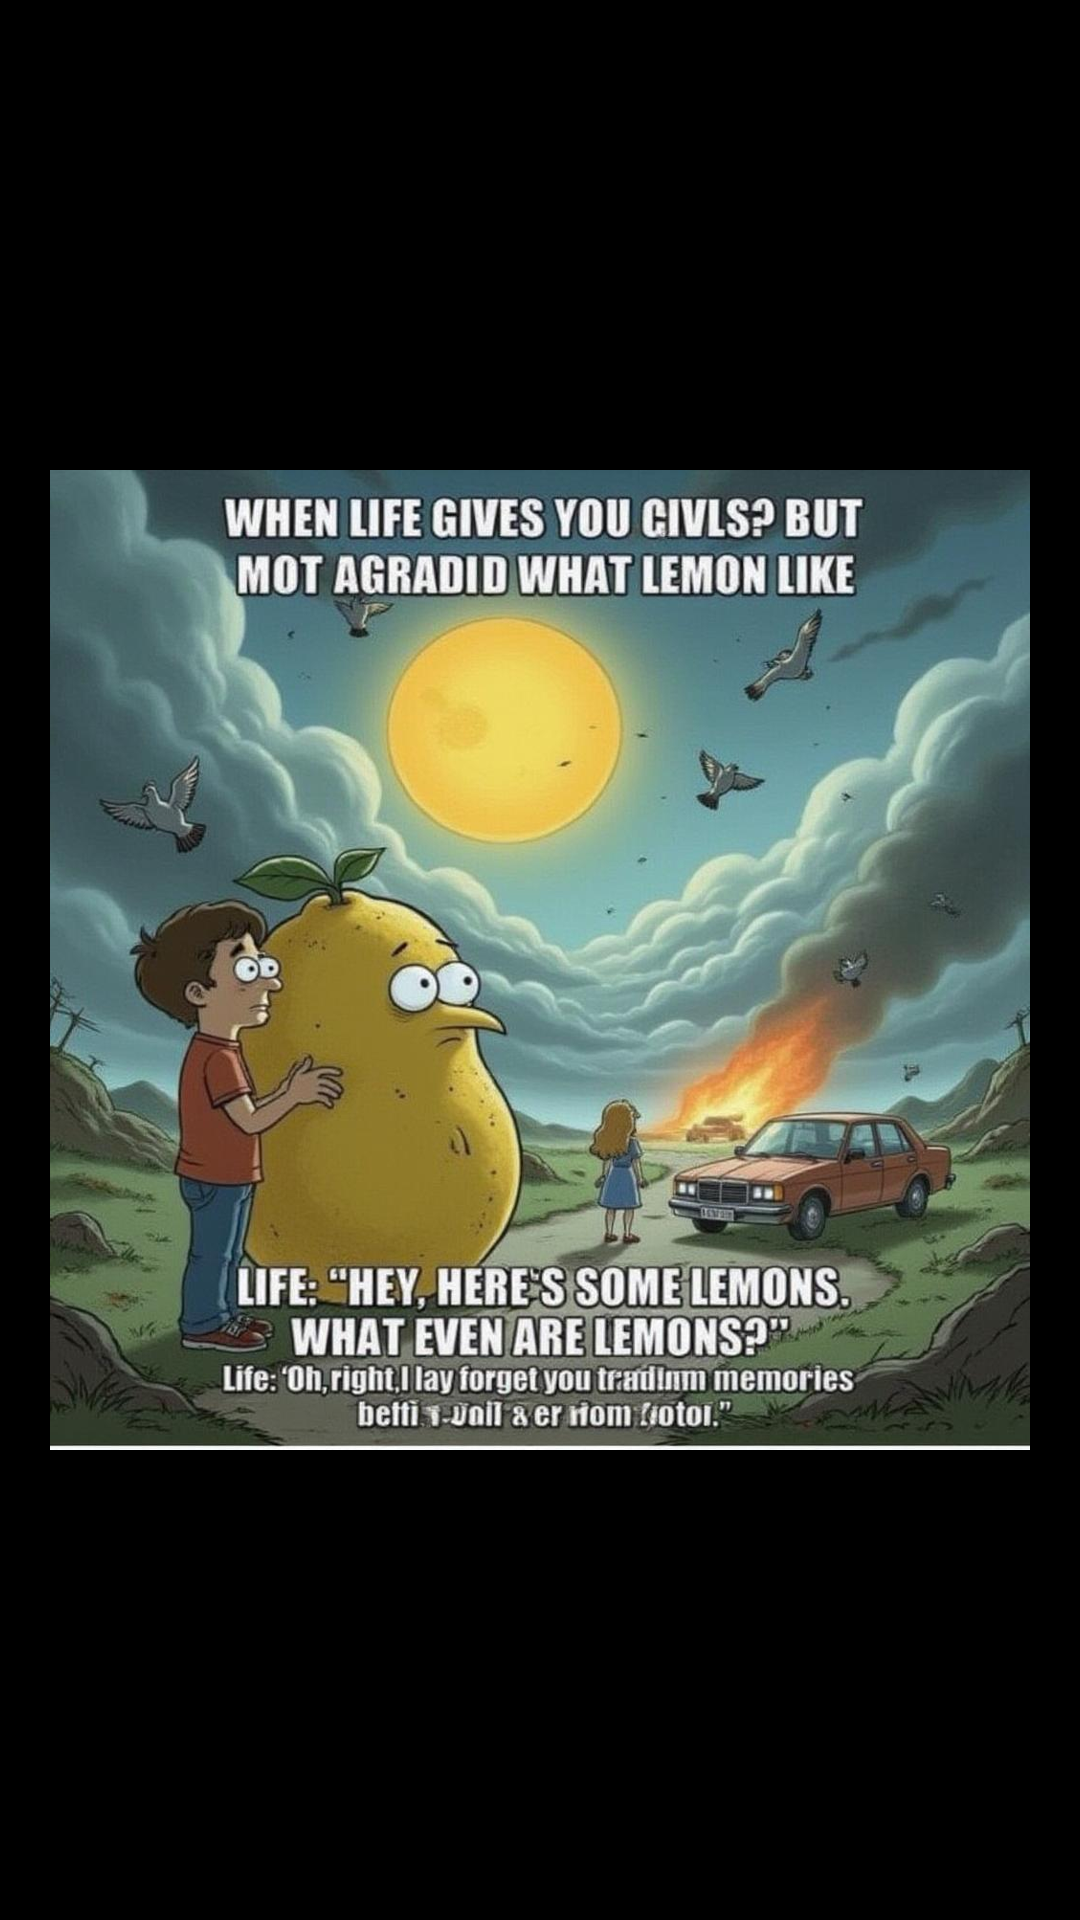 WHEN LIFE GIVES YOU CIVLS? BUT
MOT AGRADID WHAT LEMON LIKE
LIFE: “HEY, HERE'S SOME LEMONS.
WHAT EVEN ARE LEMONS?”
Life: ‘Oh, right, I lay forget you memories
er